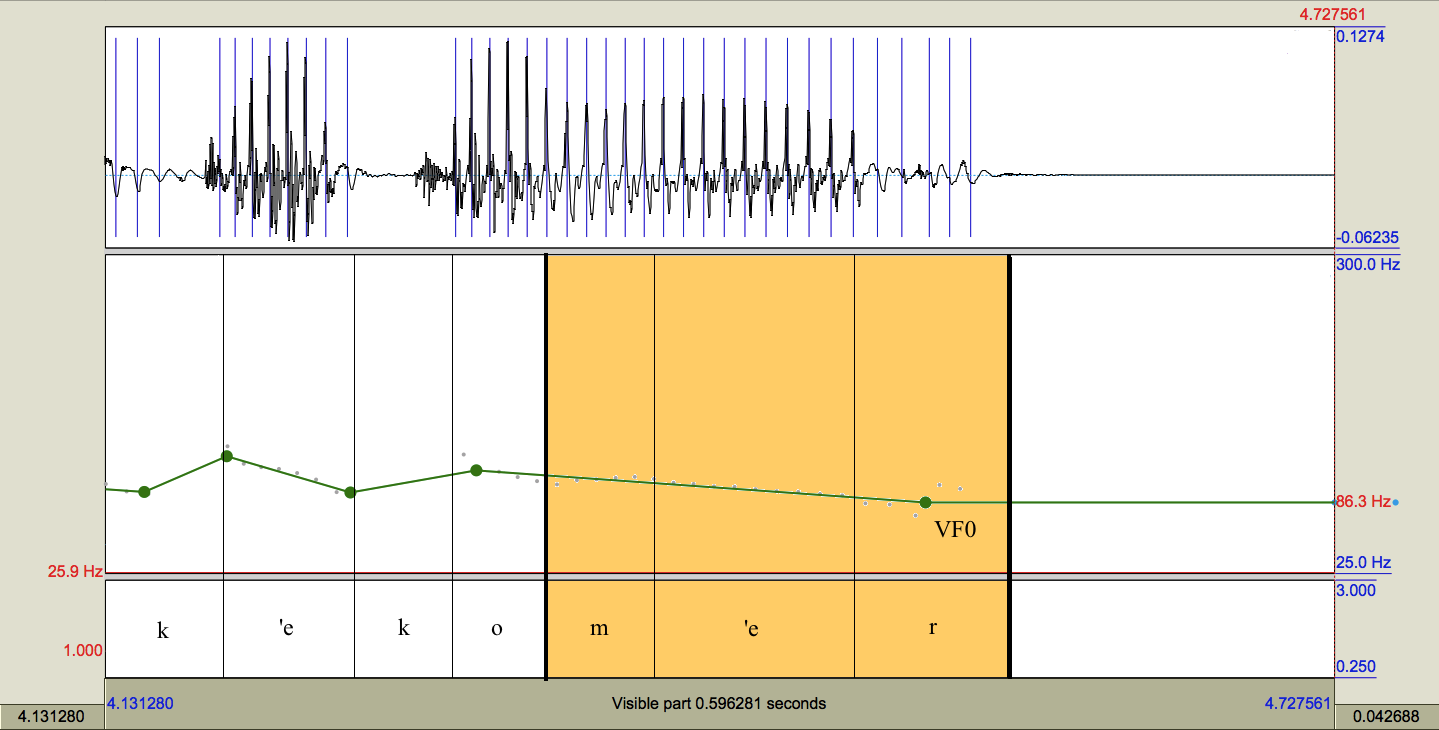 4.727561
0.1274
-0.06235
300.0 Hz
86.3 Hz
VF0
25.0 Hz
25.9 Hz
3.000
k 'e k o m 'e r
1.000
0.250
4.131280 Visible part 0.596281 seconds 4.727561
4.131280 0.042688